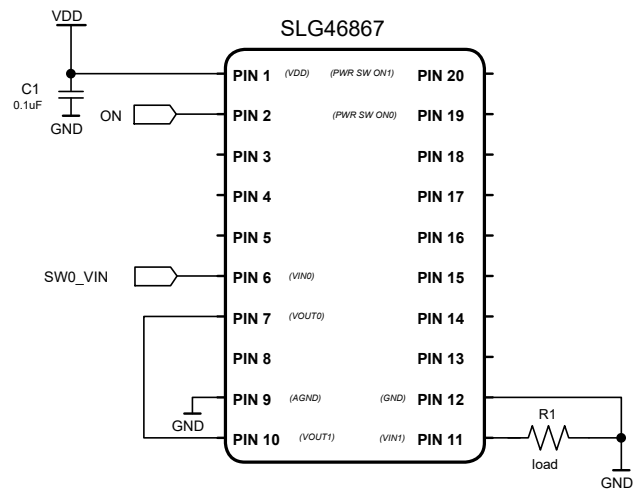 VDD
SLG46867
C1
0.1uF
GND
PIN 1 (VDD) (PWR SW ON1) PIN 20
ON PIN 2 (PWR SW ON0) PIN 19
PIN 3 PIN 18
PIN 4 PIN 17
PIN 5 PIN 16
SW0_VIN PIN 6 (VIN0) PIN 15
PIN 7 (VOUT0) PIN 14
PIN 8 PIN 13
PIN 9 (AGND) (GND) PIN 12
GND
PIN 10 (VOUT1) (VIN1) PIN 11
R1
load
GND